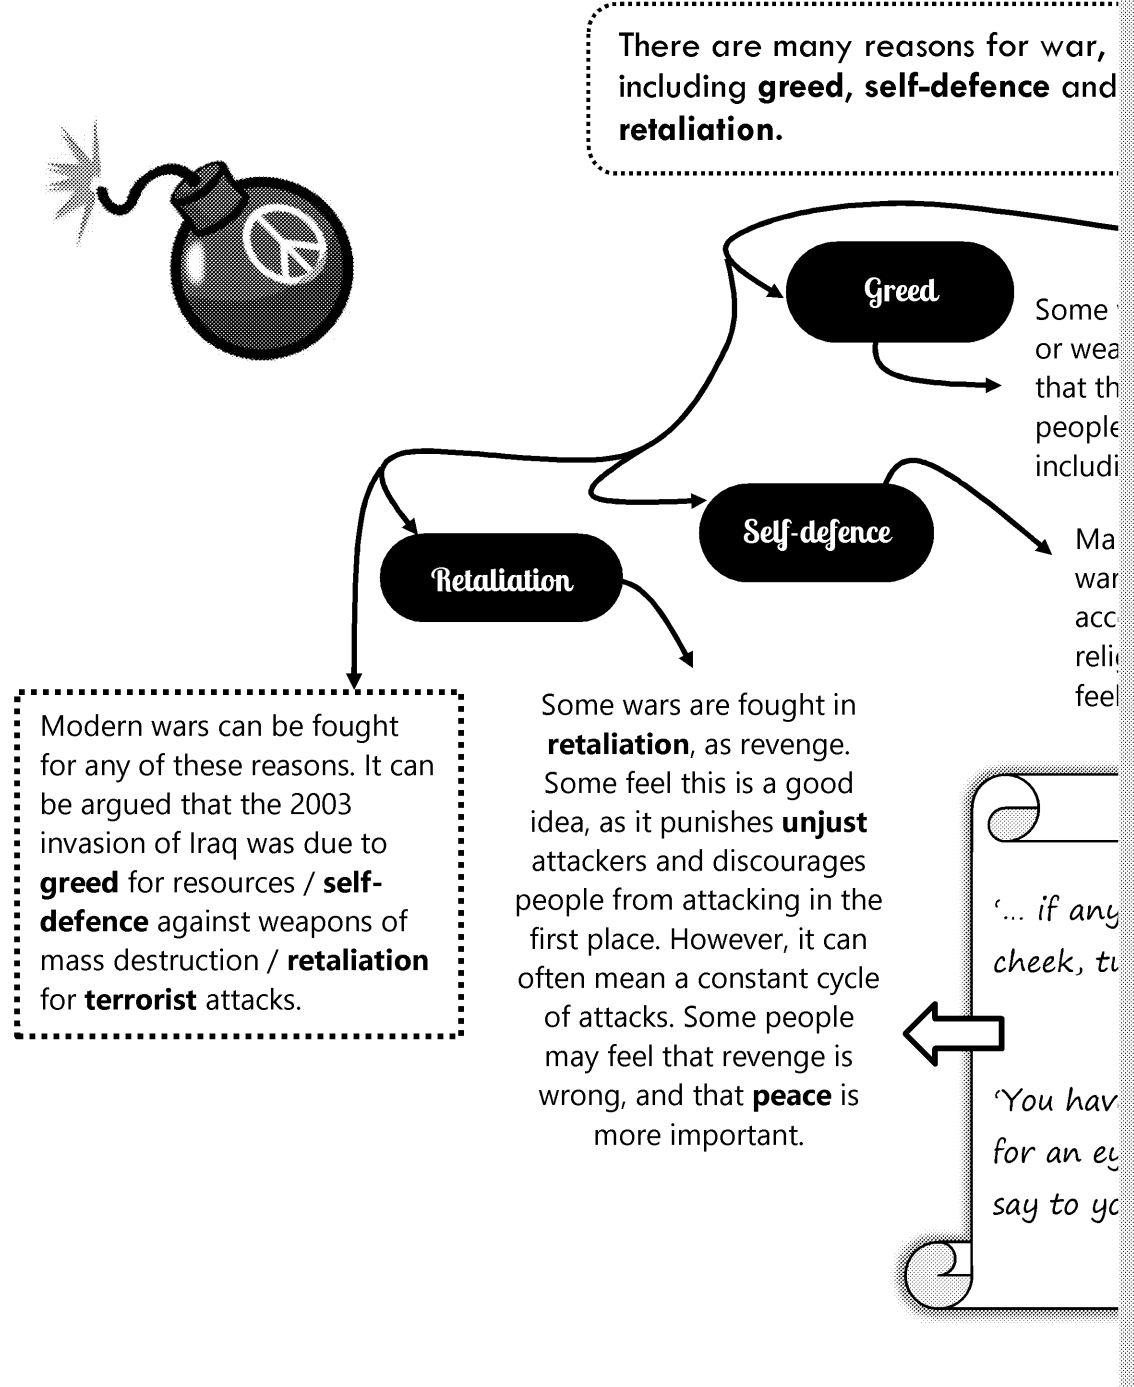 There are many reasons for war,
including greed, self-defence and
retaliation.
Greed
Some
or wea
that th
people
includi
Self-defence
Ma
war
acc
relig
feel
Retaliation
Modern wars can be fought
for any of these reasons. It can
be argued that the 2003
invasion of Iraq was due to
greed for resources / self-
defence against weapons of
mass destruction / retaliation
for terrorist attacks.
Some wars are fought in
retaliation, as revenge.
Some feel this is a good
idea, as it punishes unjust
attackers and discourages
people from attacking in the
first place. However, it can
often mean a constant cycle
of attacks. Some people
may feel that revenge is
wrong, and that peace is
more important.
‘... if any
cheek, tu
‘You hav
for an ey
say to yo